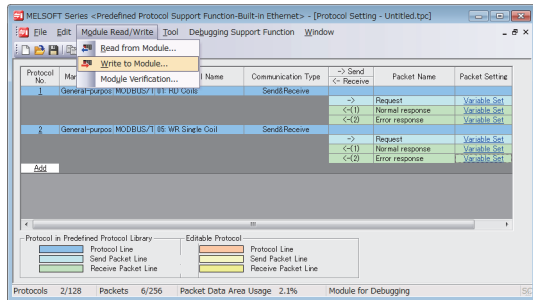 MELSOFT Series <Predefined Protocol Support Function-Built-in Ethernet> - [Protocol Setting - Untitled.tpc]
File Edit Module Read/Write Tool Debugging Support Function Window
Read from Module...
Write to Module...
Module Verification...
Protocol No. l Name Communication Type -> Send <- Receive Packet Name Packet Setting
1 General-purpos MODBUS/T 01: RD Coils Send&Receive
-> Request Variable Set
<-(1) Normal response Variable Set
<-(2) Error response Variable Set
2 General-purpos MODBUS/T 05: WR Single Coil Send&Receive
-> Request Variable Set
<-(1) Normal response Variable Set
<-(2) Error response Variable Set
Add
Protocol in Predefined Protocol Library Editable Protocol
Protocol Line Protocol Line
Send Packet Line Send Packet Line
Receive Packet Line Receive Packet Line
Protocols 2/128 Packets 6/256 Packet Data Area Usage 2.1% Module for Debugging